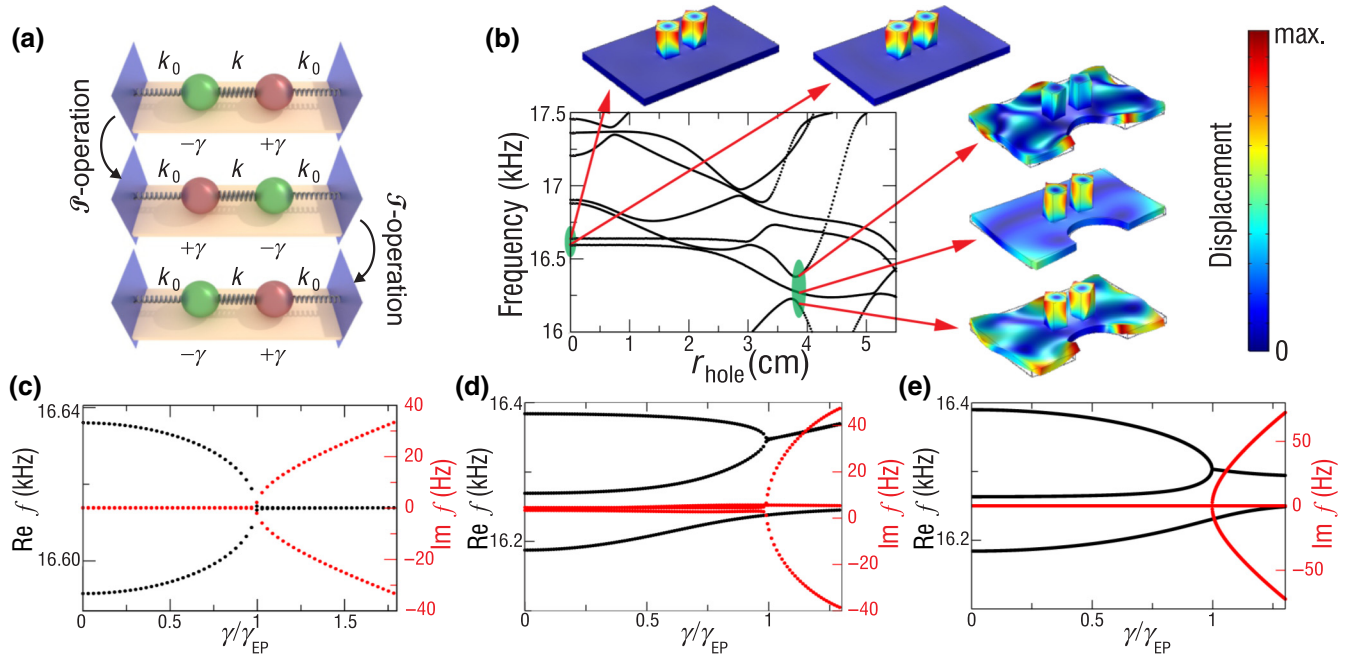 (a)
k₀ k k₀
−γ +γ
𝒫-operation
k₀ k k₀
+γ −γ
𝒯-operation
k₀ k k₀
−γ +γ
(b)
Frequency (kHz)
17.5
17
16.5
16
0 1 2 3 4 5
r_hole (cm)
max.
Displacement
0
(c)
16.64
16.60
Re f (kHz)
0 0.5 1 1.5
γ/γ_EP
40
20
0
−20
−40
Im f (Hz)
(d)
16.4
16.2
Re f (kHz)
0 0.5 1
γ/γ_EP
40
20
0
−20
−40
Im f (Hz)
(e)
16.4
16.2
Re f (kHz)
0 0.5 1
γ/γ_EP
50
0
−50
Im f (Hz)